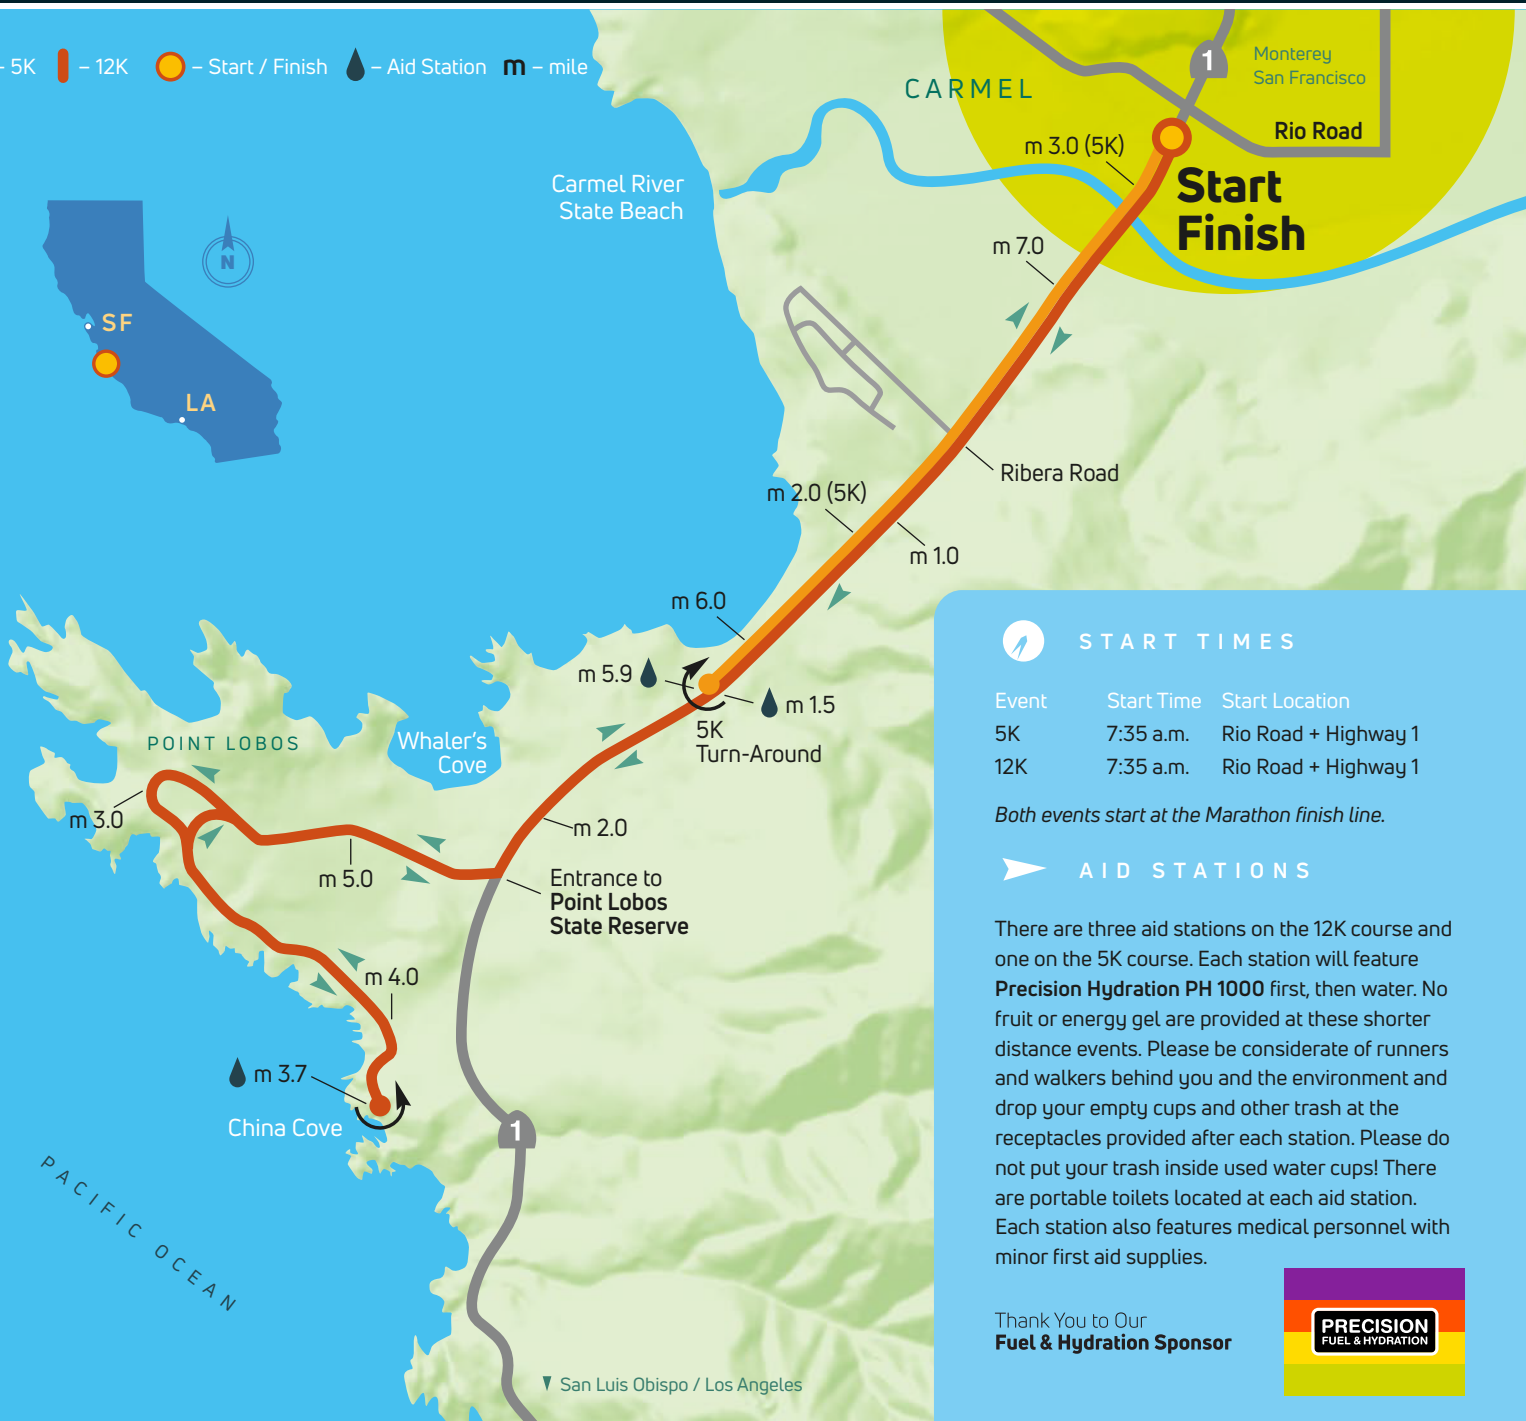 – 5K – 12K – Start / Finish – Aid Station m – mile
CARMEL
1
Monterey
San Francisco
Rio Road
m 3.0 (5K)
Start
Finish
Carmel River
State Beach
m 7.0
N
SF
LA
Ribera Road
m 2.0 (5K)
m 1.0
m 6.0
m 5.9
m 1.5
5K
Turn-Around
Whaler's
Cove
POINT LOBOS
m 3.0
m 2.0
m 5.0
Entrance to
Point Lobos
State Reserve
m 4.0
m 3.7
China Cove
1
PACIFIC OCEAN
San Luis Obispo / Los Angeles
START TIMES
Event Start Time Start Location
5K 7:35 a.m. Rio Road + Highway 1
12K 7:35 a.m. Rio Road + Highway 1
Both events start at the Marathon finish line.
AID STATIONS
There are three aid stations on the 12K course and
one on the 5K course. Each station will feature
Precision Hydration PH 1000 first, then water. No
fruit or energy gel are provided at these shorter
distance events. Please be considerate of runners
and walkers behind you and the environment and
drop your empty cups and other trash at the
receptacles provided after each station. Please do
not put your trash inside used water cups! There
are portable toilets located at each aid station.
Each station also features medical personnel with
minor first aid supplies.
Thank You to Our
Fuel & Hydration Sponsor
PRECISION
FUEL & HYDRATION